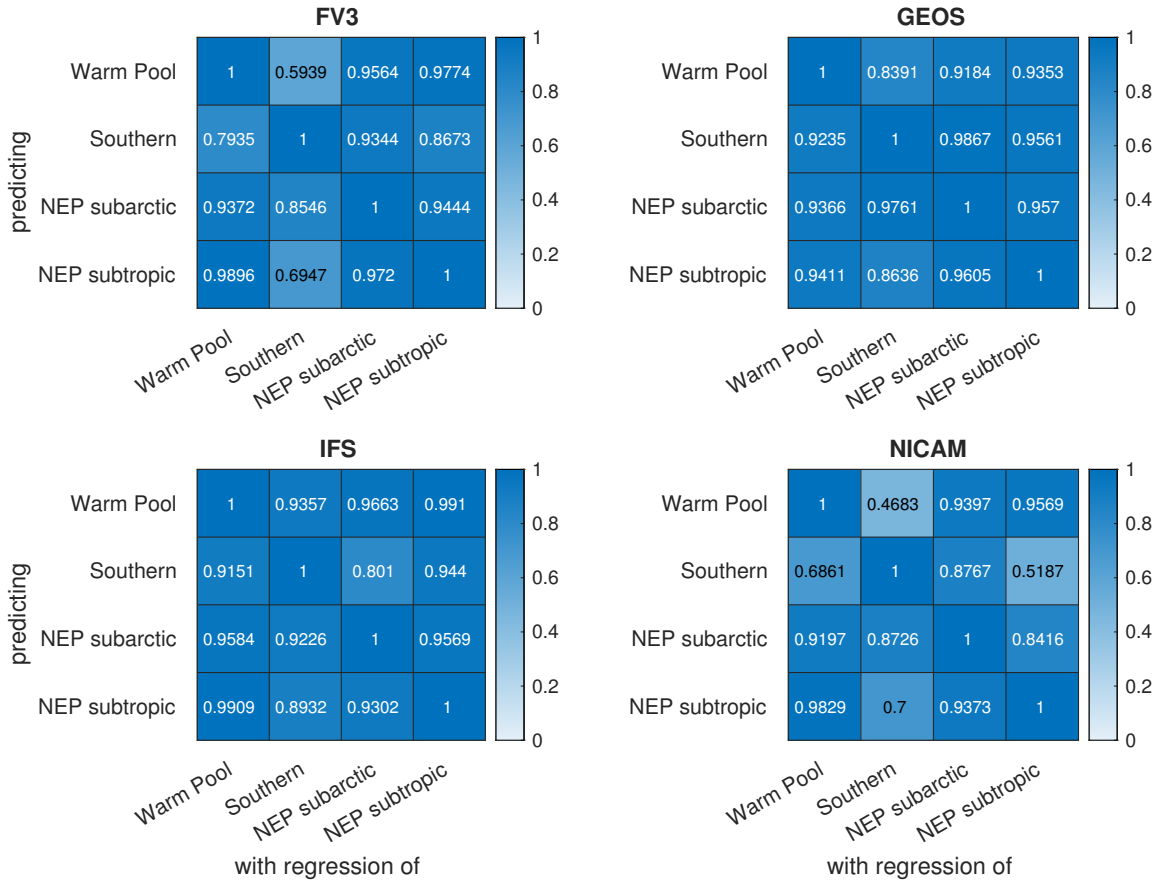 FV3
predicting
Warm Pool 1 0.5939 0.9564 0.9774
Southern 0.7935 1 0.9344 0.8673
NEP subarctic 0.9372 0.8546 1 0.9444
NEP subtropic 0.9896 0.6947 0.972 1
Warm Pool Southern NEP subarctic NEP subtropic
1
0.8
0.6
0.4
0.2
0
GEOS
Warm Pool 1 0.8391 0.9184 0.9353
Southern 0.9235 1 0.9867 0.9561
NEP subarctic 0.9366 0.9761 1 0.957
NEP subtropic 0.9411 0.8636 0.9605 1
Warm Pool Southern NEP subarctic NEP subtropic
1
0.8
0.6
0.4
0.2
0
IFS
predicting
Warm Pool 1 0.9357 0.9663 0.991
Southern 0.9151 1 0.801 0.944
NEP subarctic 0.9584 0.9226 1 0.9569
NEP subtropic 0.9909 0.8932 0.9302 1
Warm Pool Southern NEP subarctic NEP subtropic
with regression of
1
0.8
0.6
0.4
0.2
0
NICAM
Warm Pool 1 0.4683 0.9397 0.9569
Southern 0.6861 1 0.8767 0.5187
NEP subarctic 0.9197 0.8726 1 0.8416
NEP subtropic 0.9829 0.7 0.9373 1
Warm Pool Southern NEP subarctic NEP subtropic
with regression of
1
0.8
0.6
0.4
0.2
0